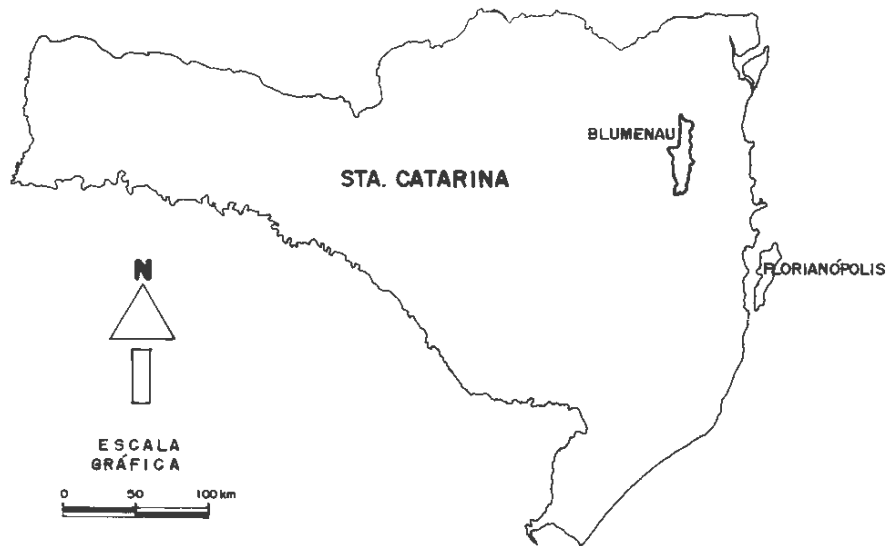 BLUMENAU
STA. CATARINA
FLORIANÓPOLIS
N
ESCALA
GRÁFICA
0 50 100 km